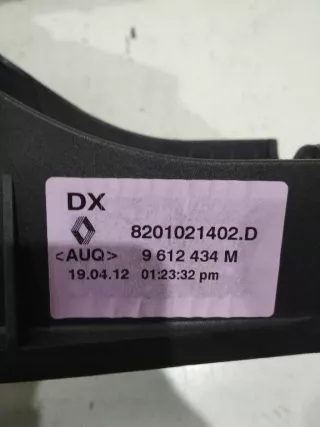 DX
8201021402.D
<AUQ> 9 612 434 M
19.04.12 01:23:32 pm